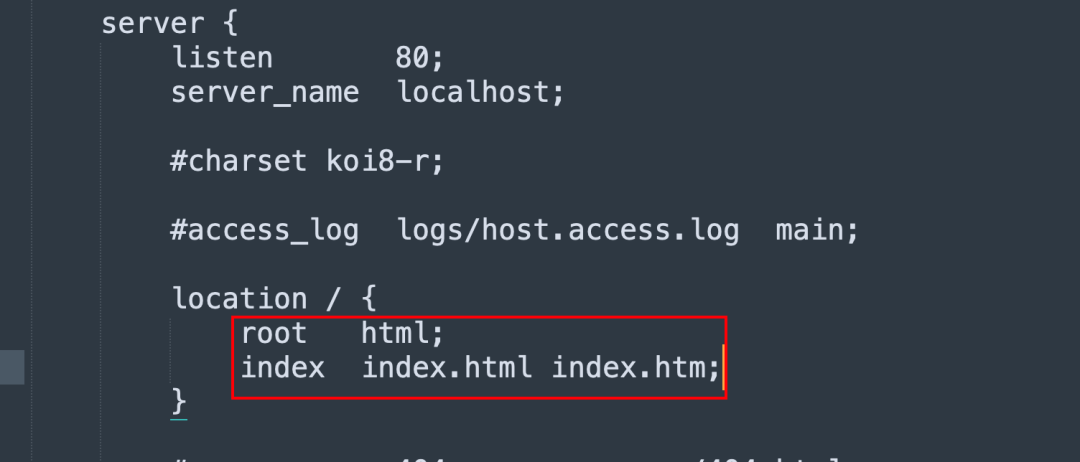 server {
listen 80;
server_name localhost;
#charset koi8-r;
#access_log logs/host.access.log main;
location / {
root html;
index index.html index.htm;
}